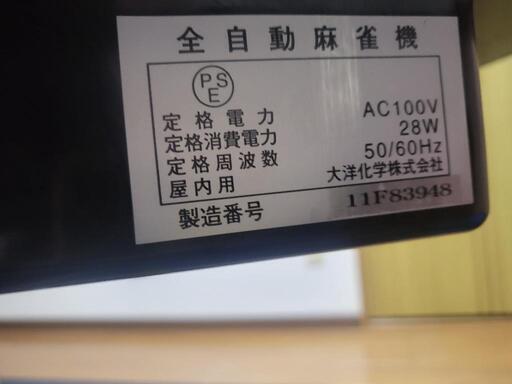 全自動麻雀機
PSE
定格電力 AC100V
定格消費電力 28W
定格周波数 50/60Hz
屋内用 大洋化学株式会社
製造番号 11F83948